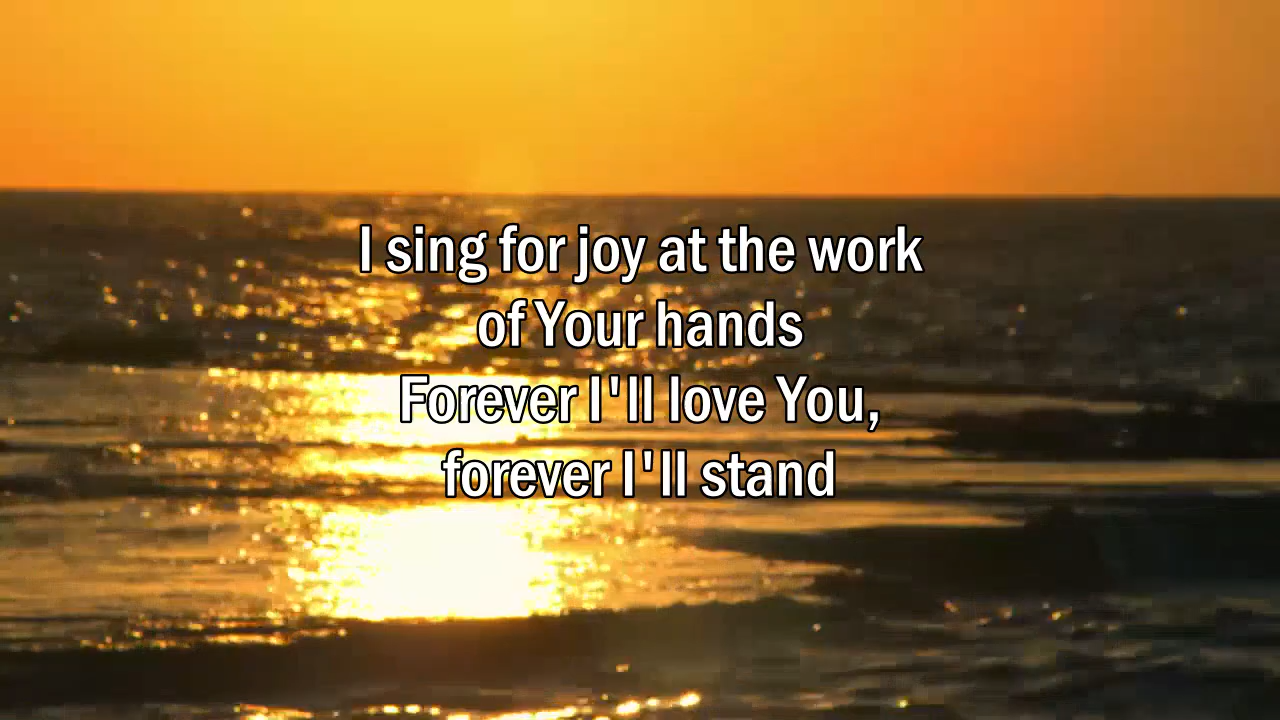 I sing for joy at the work
of Your hands
Forever I'll love You,
forever I'll stand